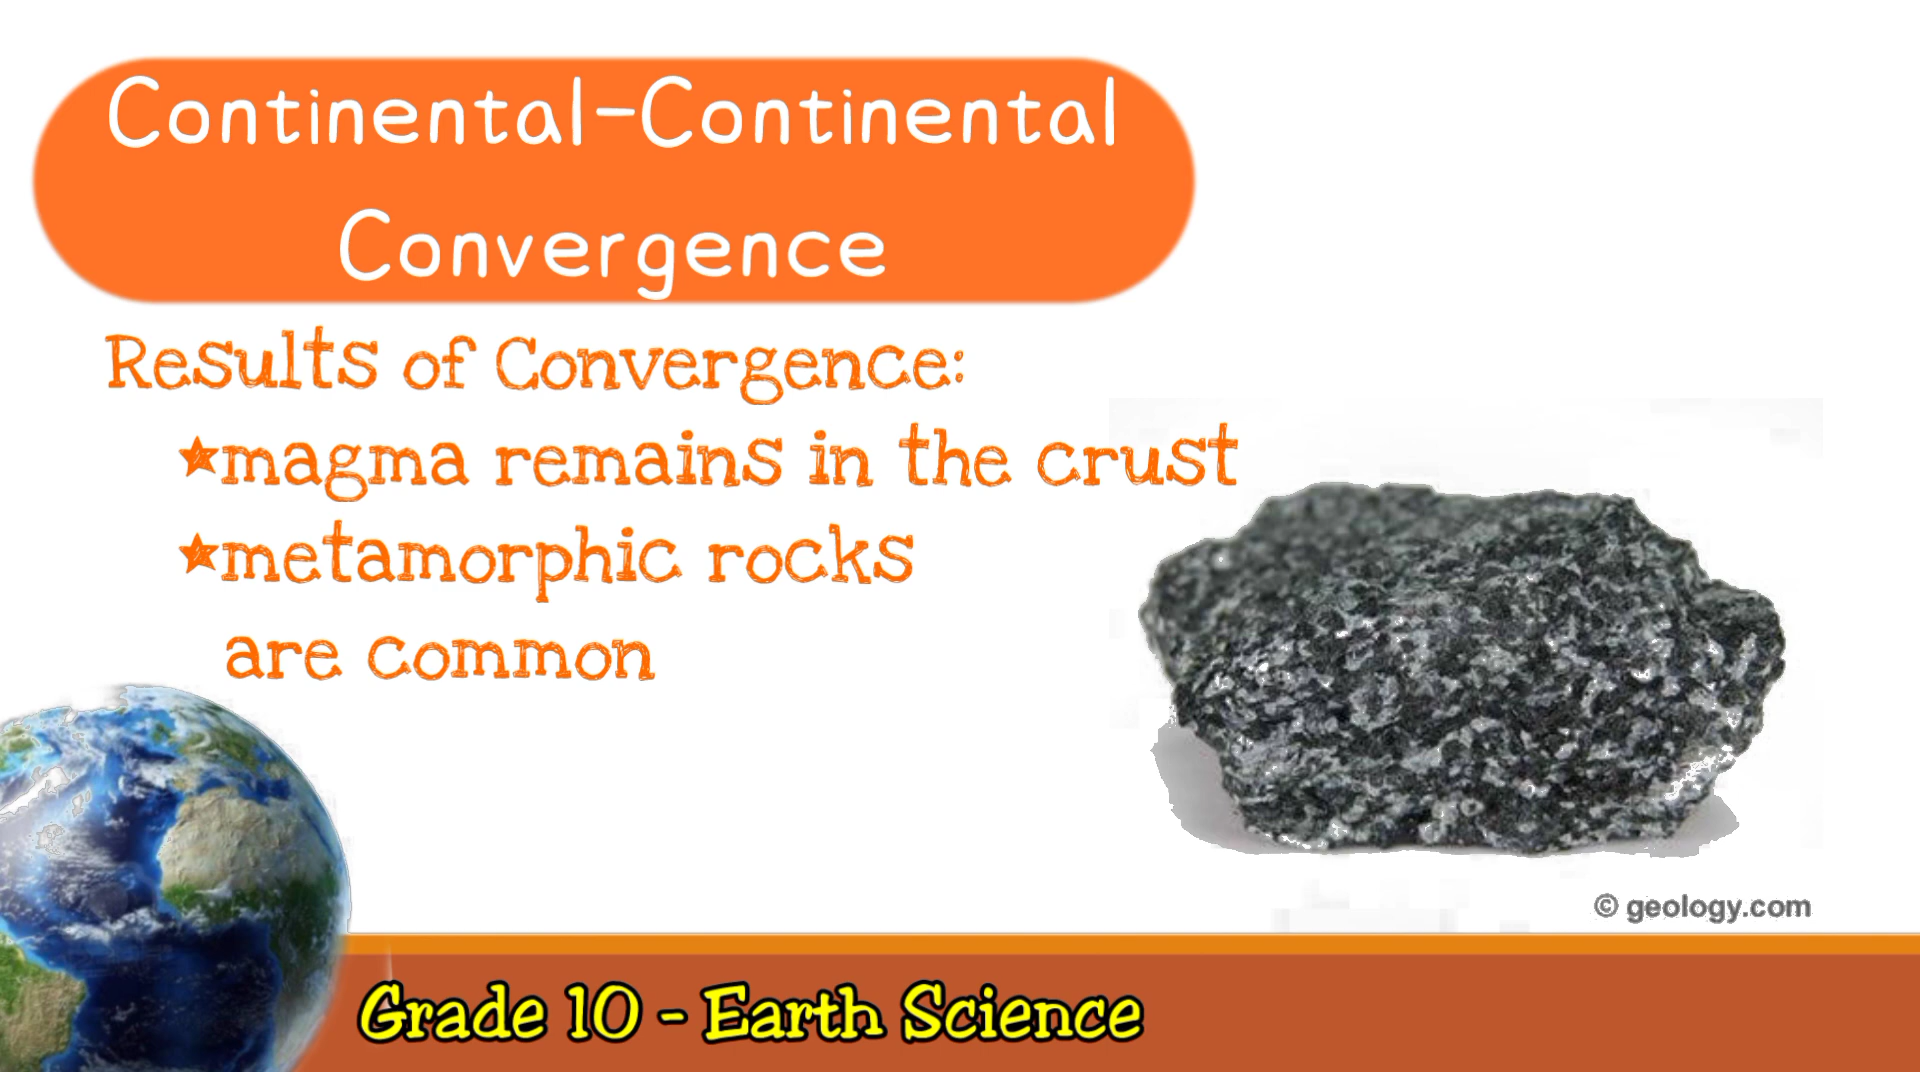 Continental-Continental
Convergence
Results of Convergence:
★magma remains in the crust
★metamorphic rocks
are common
© geology.com
Grade 10 - Earth Science